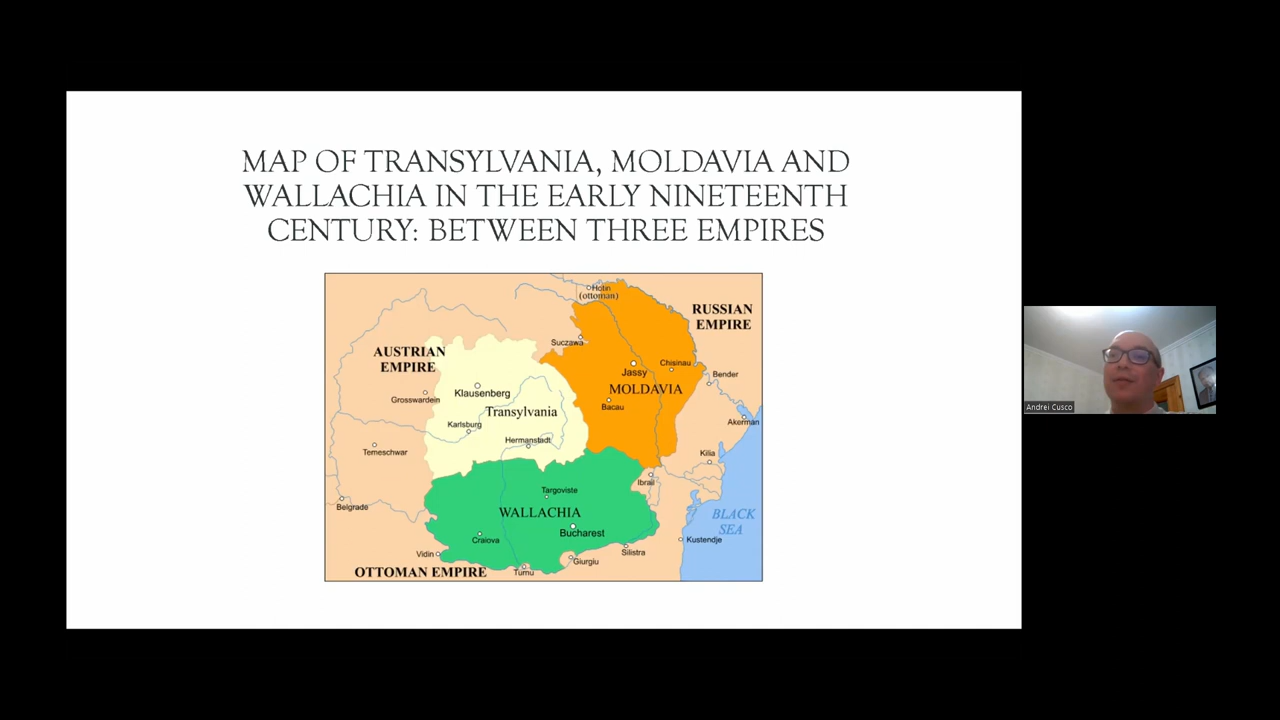 MAP OF TRANSYLVANIA, MOLDAVIA AND
WALLACHIA IN THE EARLY NINETEENTH
CENTURY: BETWEEN THREE EMPIRES
Hotin
(ottoman)
RUSSIAN
EMPIRE
AUSTRIAN
EMPIRE
Suczawa
Jassy
Chisinau
Bender
MOLDAVIA
Klausenberg
Grosswardein
Transylvania
Bacau
Akerman
Karlsburg
Hermanstadt
Temeschwar
Kilia
Ibrail
Targoviste
Belgrade
WALLACHIA
BLACK
SEA
Bucharest
Craiova
Kustendje
Vidin
Silistra
Giurgiu
OTTOMAN EMPIRE
Turnu
Andrei Cusco